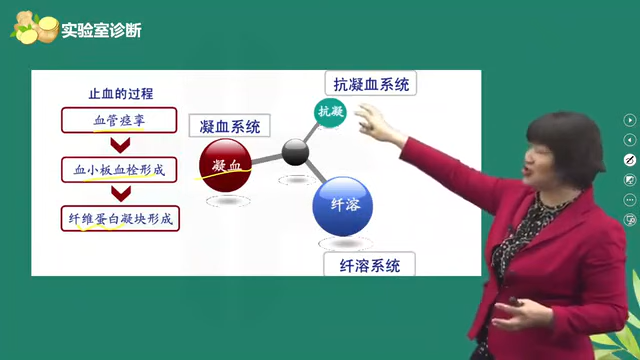 实验室诊断
止血的过程
血管痉挛
血小板血栓形成
纤维蛋白凝块形成
凝血系统
凝血
抗凝血系统
抗凝
纤溶
纤溶系统